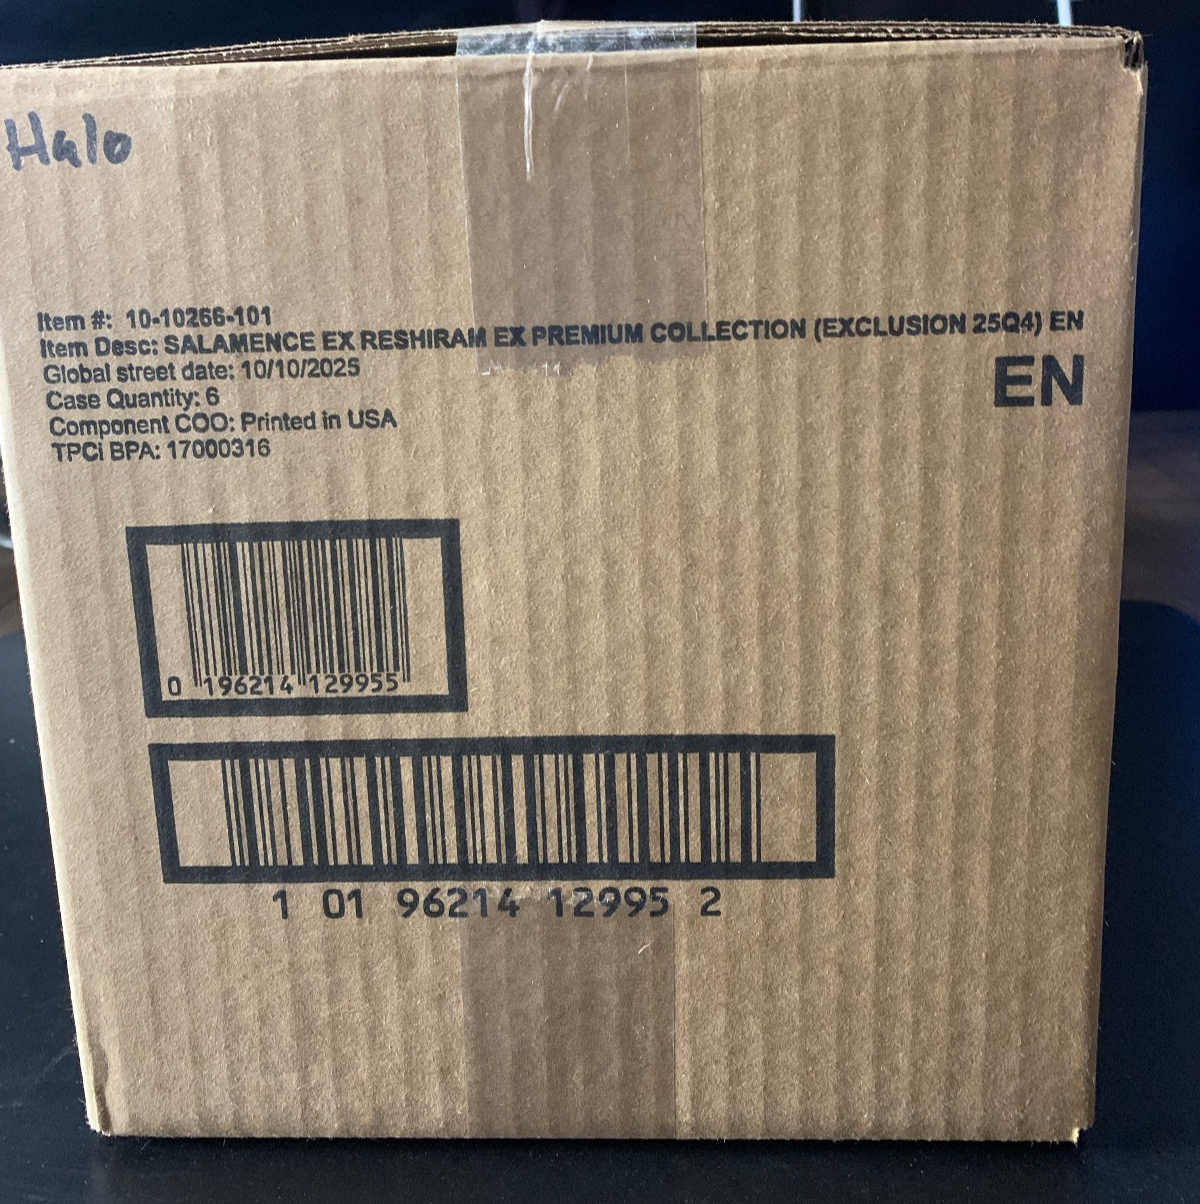 Halo
Item #: 10-10266-101
Item Desc: SALAMENCE EX RESHIRAM EX PREMIUM COLLECTION (EXCLUSION 25Q4) EN
Global street date: 10/10/2025
EN
Case Quantity: 6
Component COO: Printed in USA
TPCi BPA: 17000316
0 196214 129955
1 01 96214 12995 2